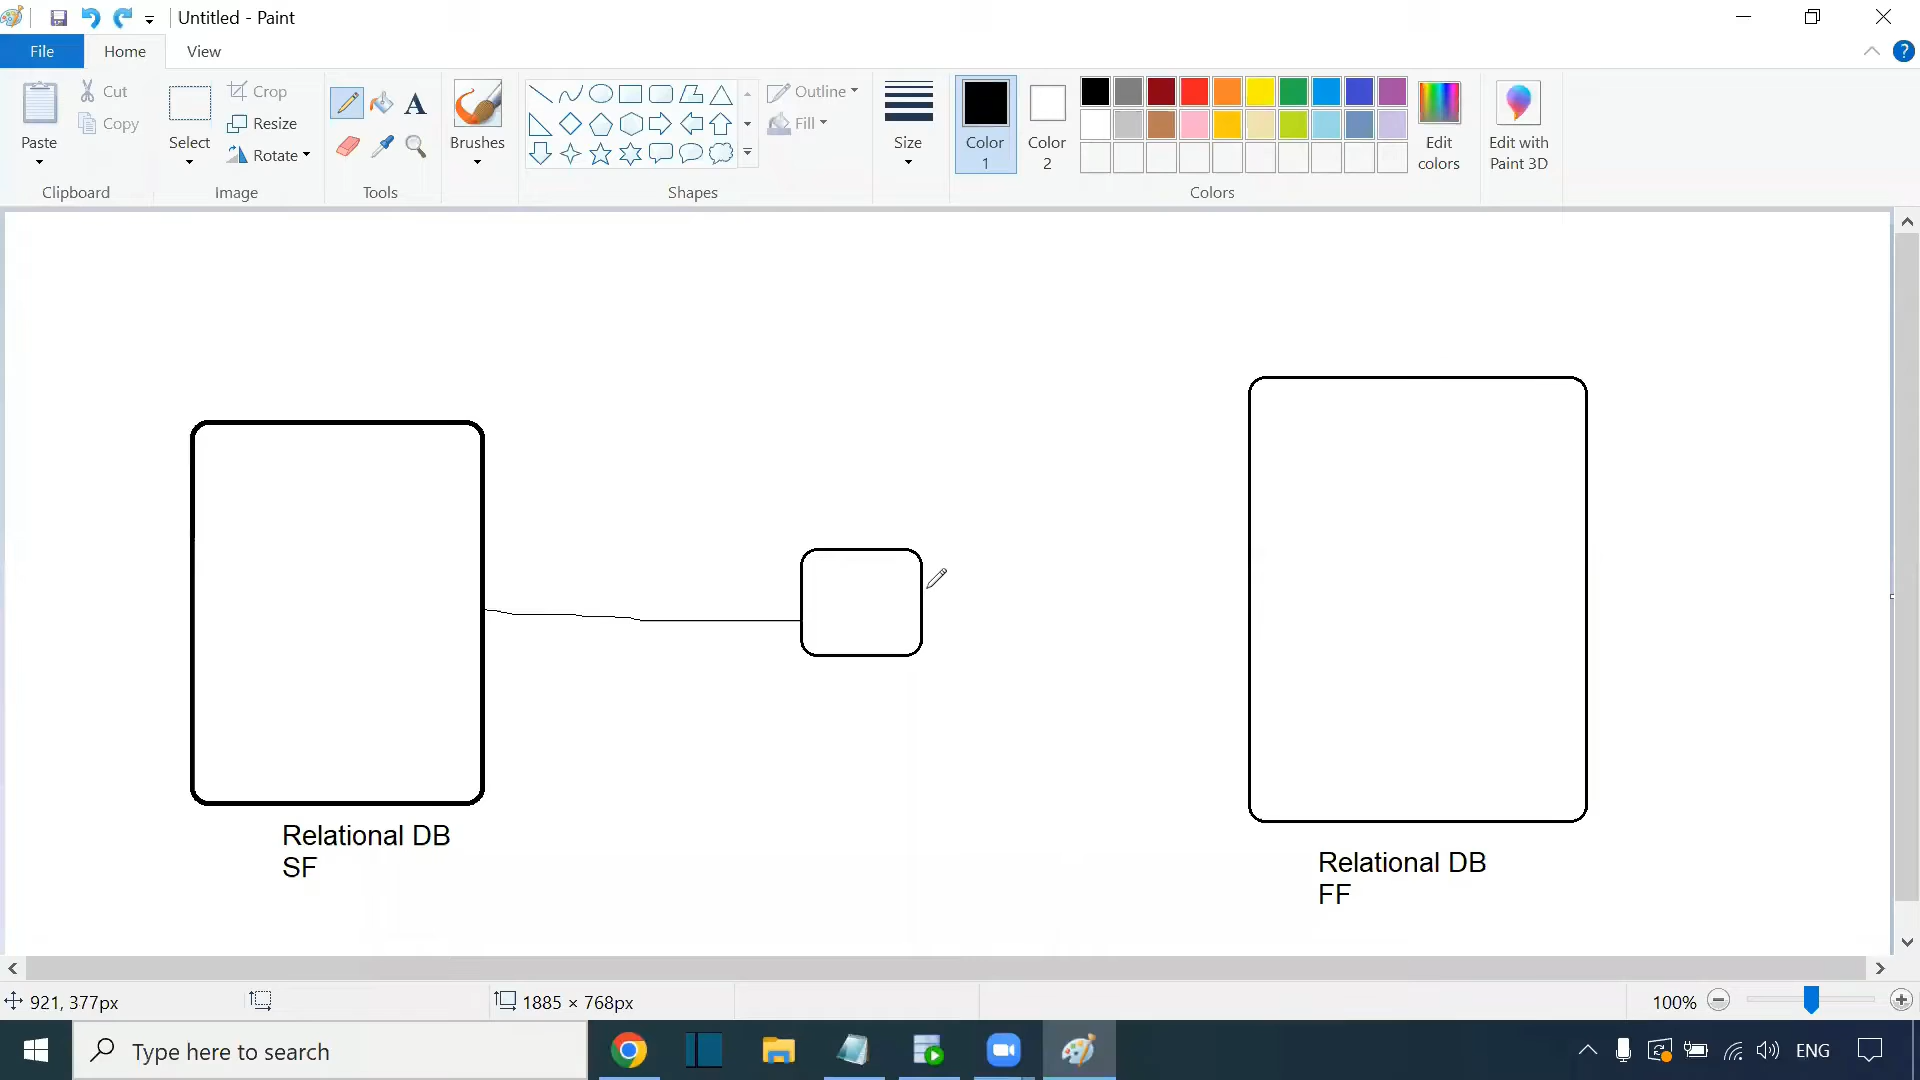 Untitled - Paint
File
Home
View
Paste
Cut
Copy
Clipboard
Select
Crop
Resize
Rotate
Image
A
Tools
Brushes
Outline
Fill
Shapes
Size
Color
1
Color
2
Edit
colors
Colors
Edit with
Paint 3D
?
Relational DB
SF
Relational DB
FF
921, 377px
1885 × 768px
100%
Type here to search
ENG